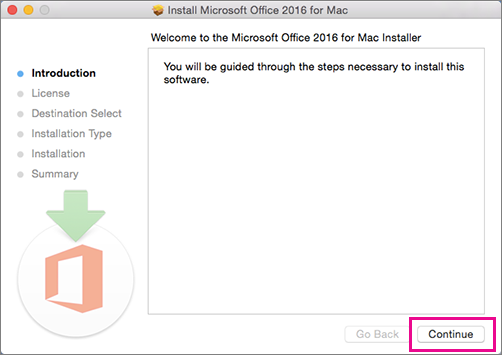 Install Microsoft Office 2016 for Mac
Welcome to the Microsoft Office 2016 for Mac Installer
Introduction
License
Destination Select
Installation Type
Installation
Summary
You will be guided through the steps necessary to install this
software.
Go Back
Continue